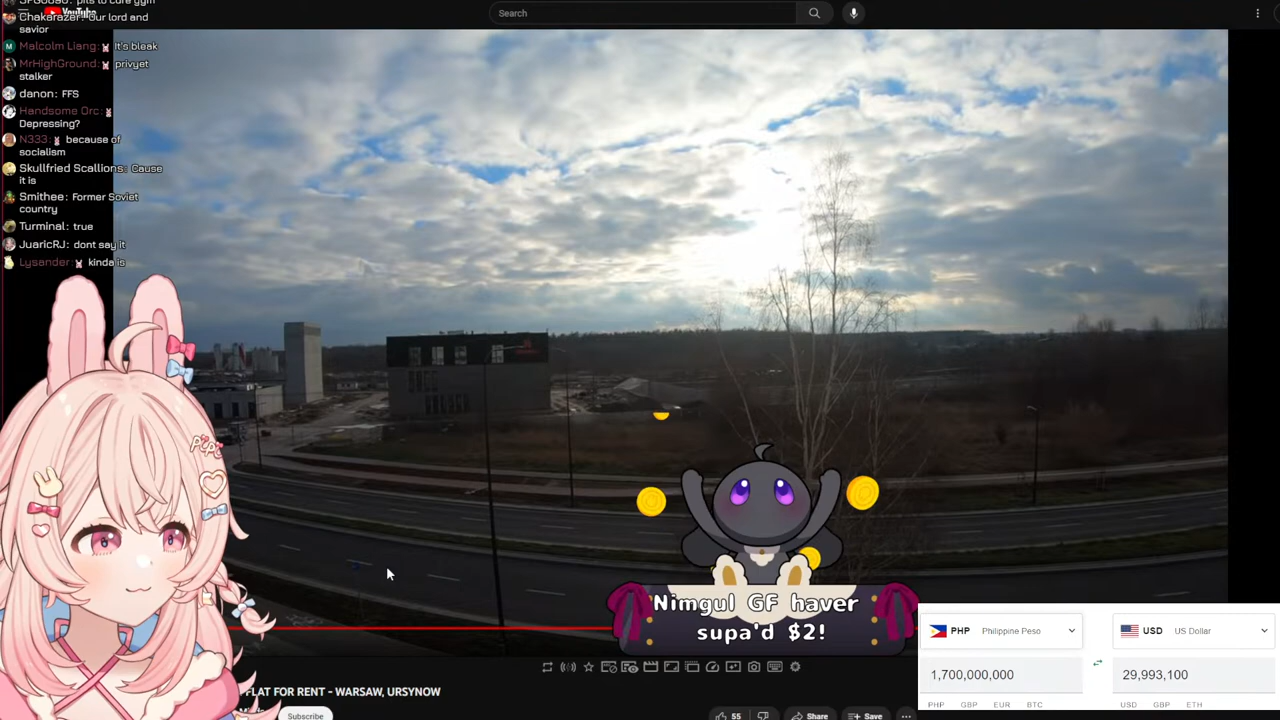 Chakarazer: Our lord and
savior
Malcolm Liang: It's bleak
MrHighGround: privyet
stalker
danon: FFS
Handsome Orc:
Depressing?
N333: because of
socialism
Skullfried Scallions: Cause
it is
Smithee: Former Soviet
country
Turminal: true
JuaricRJ: dont say it
Lysander: kinda is
YouTube
Search
PiPi
Nimgul GF haver
supa'd $2!
FLAT FOR RENT - WARSAW, URSYNOW
Subscribe
55
Share
Save
PHP Philippine Peso
USD US Dollar
1,700,000,000
29,993,100
PHP GBP EUR BTC
USD GBP ETH